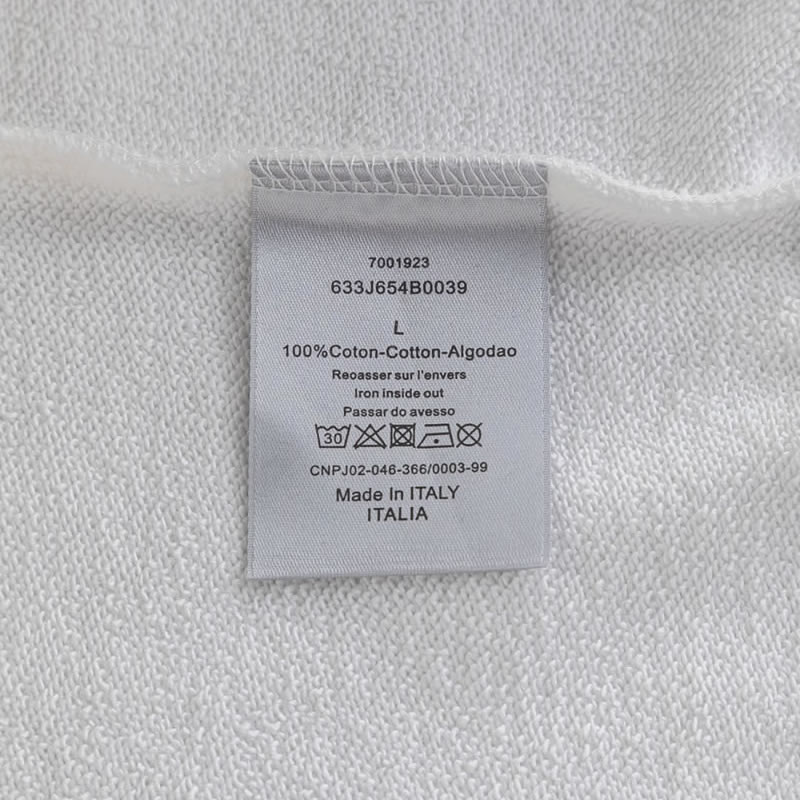 7001923
633J654B0039
L
100%Coton-Cotton-Algodao
Reoasser sur l'envers
Iron inside out
Passar do avesso
30
CNPJ02-046-366/0003-99
Made In ITALY
ITALIA